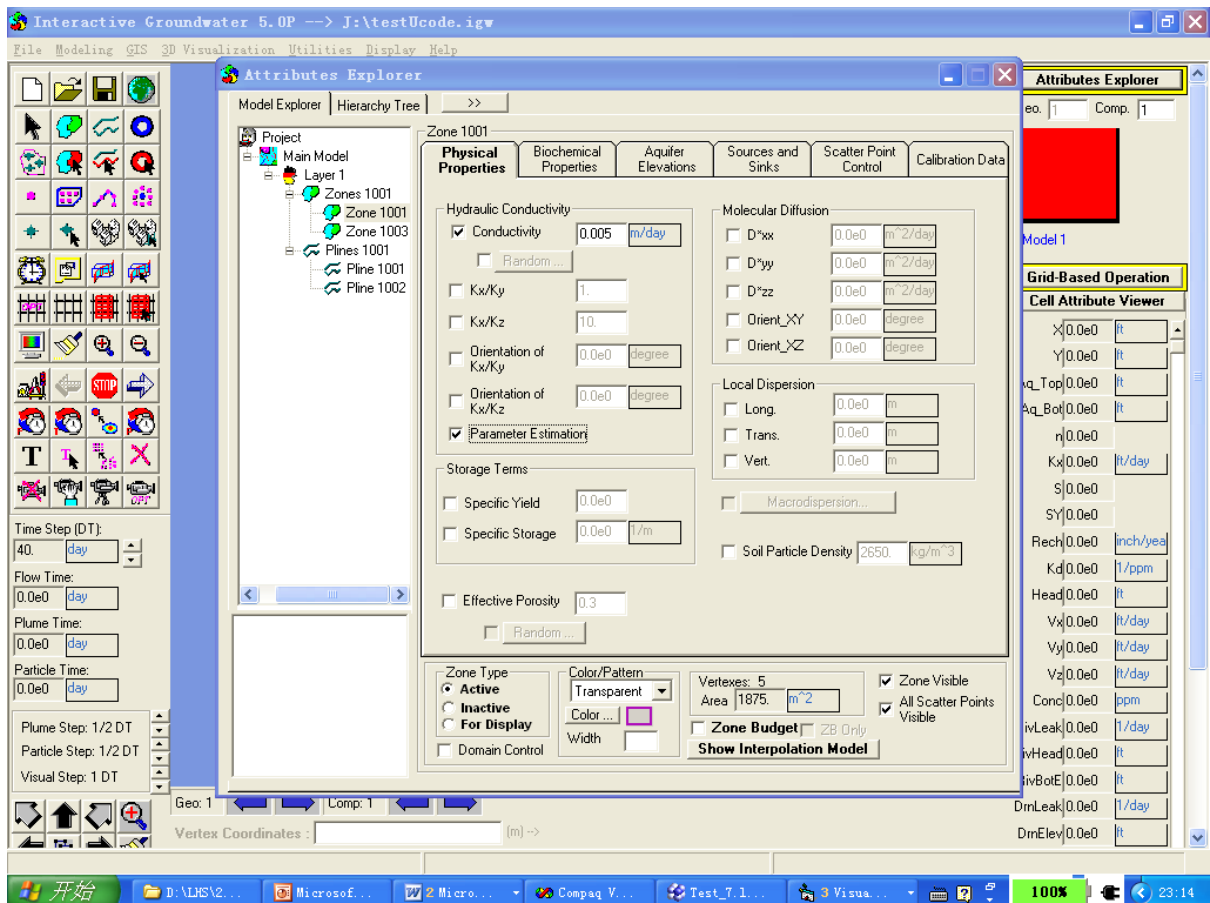 Interactive Groundwater 5.0P --> J:\testUcode.igw
File Modeling GIS 3D Visualization Utilities Display Help
Attributes Explorer
Model Explorer Hierarchy Tree >>
Project
Main Model
Layer 1
Zones 1001
Zone 1001
Zone 1003
Plines 1001
Pline 1001
Pline 1002
Zone 1001
Physical Properties
Biochemical Properties
Aquifer Elevations
Sources and Sinks
Scatter Point Control
Calibration Data
Hydraulic Conductivity
Conductivity 0.005 m/day
Random ...
Kx/Ky 1.
Kx/Kz 10.
Orientation of Kx/Ky 0.0e0 degree
Orientation of Kx/Kz 0.0e0 degree
Parameter Estimation
Storage Terms
Specific Yield 0.0e0
Specific Storage 0.0e0 1/m
Effective Porosity 0.3
Random ...
Molecular Diffusion
D*xx 0.0e0 m^2/day
D*yy 0.0e0 m^2/day
D*zz 0.0e0 m^2/day
Orient_XY 0.0e0 degree
Orient_XZ 0.0e0 degree
Local Dispersion
Long. 0.0e0 m
Trans. 0.0e0 m
Vert. 0.0e0 m
Macrodispersion...
Soil Particle Density 2650. kg/m^3
Zone Type
Active
Inactive
For Display
Domain Control
Color/Pattern
Transparent
Color ...
Width
Vertexes: 5
Area 1875. m^2
Zone Budget ZB Only
Show Interpolation Model
Zone Visible
All Scatter Points Visible
Attributes Explorer
eo. 1 Comp. 1
Model 1
Grid-Based Operation
Cell Attribute Viewer
X 0.0e0 ft
Y 0.0e0 ft
Aq_Top 0.0e0 ft
Aq_Bot 0.0e0 ft
n 0.0e0
Kx 0.0e0 ft/day
S 0.0e0
SY 0.0e0
Rech 0.0e0 inch/yea
Kd 0.0e0 1/ppm
Head 0.0e0 ft
Vx 0.0e0 ft/day
Vy 0.0e0 ft/day
Vz 0.0e0 ft/day
Conc 0.0e0 ppm
ivLeak 0.0e0 1/day
ivHead 0.0e0 ft
RivBotE 0.0e0 ft
DrnLeak 0.0e0 1/day
DrnElev 0.0e0 ft
OPT
STOP
T
OPT
Time Step (DT):
40. day
Flow Time:
0.0e0 day
Plume Time:
0.0e0 day
Particle Time:
0.0e0 day
Plume Step: 1/2 DT
Particle Step: 1/2 DT
Visual Step: 1 DT
Geo: 1 Comp: 1
Vertex Coordinates : (m) -->
开始 D:\LHS\2... Microsof... 2 Micro... Compaq V... Test_7.1... 3 Visua... 100% 23:14